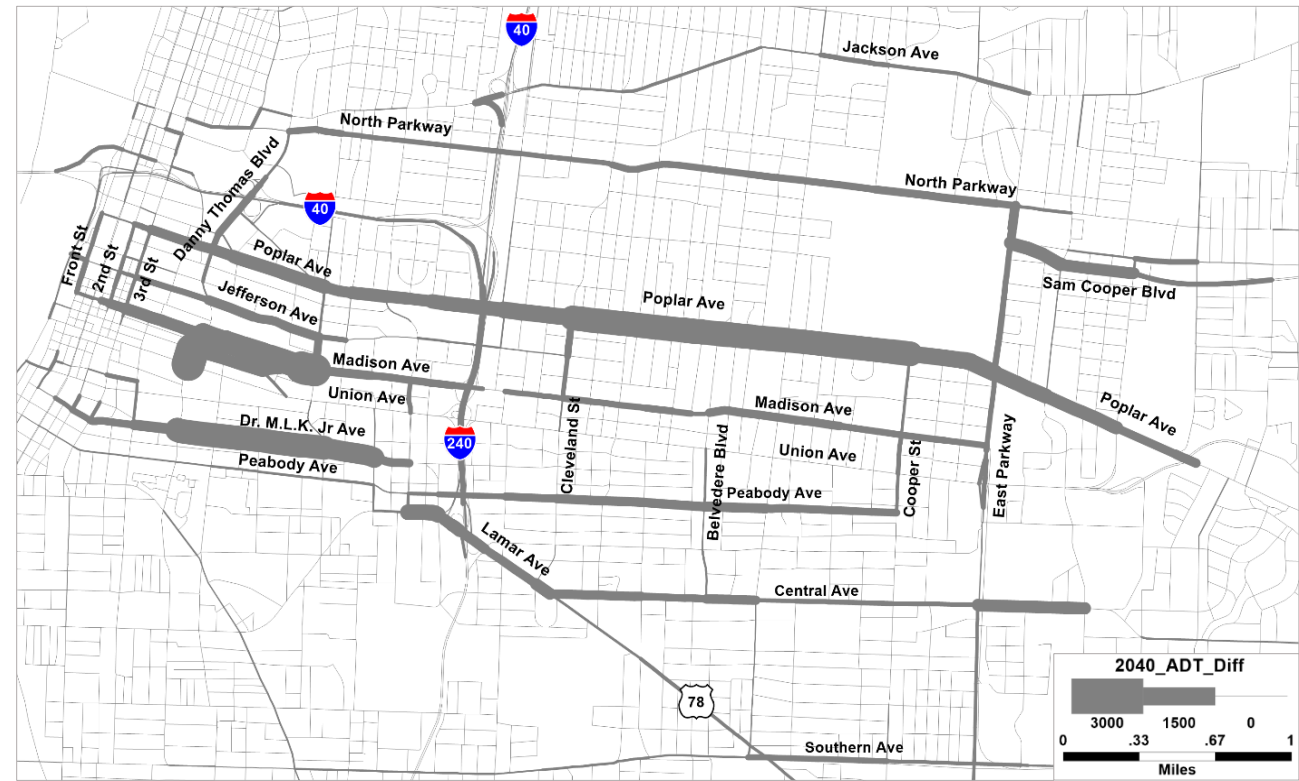 40
Jackson Ave
North Parkway
Danny Thomas Blvd
North Parkway
40
Front St
2nd St
3rd St
Poplar Ave
Jefferson Ave
Poplar Ave
Sam Cooper Blvd
Madison Ave
Union Ave
Cleveland St
Madison Ave
Poplar Ave
Dr. M.L.K. Jr Ave
240
Belvedere Blvd
Union Ave
Cooper St
East Parkway
Peabody Ave
Peabody Ave
Lamar Ave
Central Ave
78
Southern Ave
2040_ADT_Diff
3000 1500 0
0 .33 .67 1
Miles